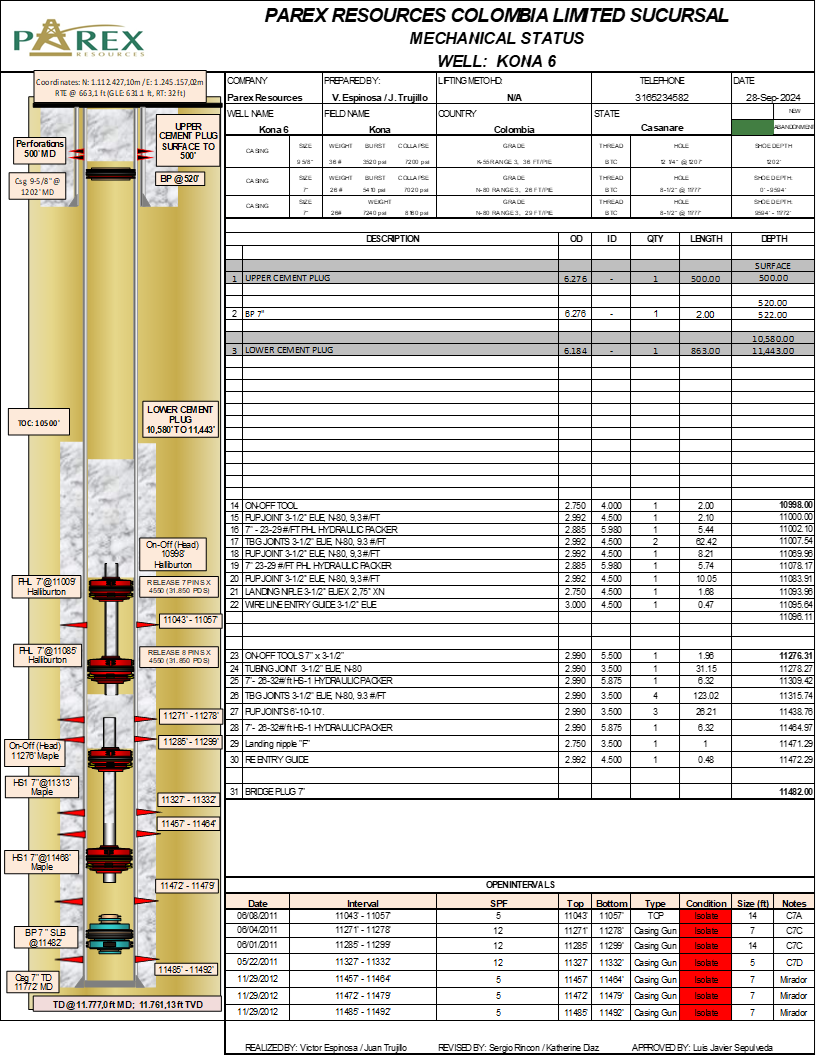 PAREX
RESOURCES
PAREX RESOURCES COLOMBIA LIMITED SUCURSAL
MECHANICAL STATUS
WELL: KONA 6
Coordinates: N: 1.112.427,10m / E: 1.245.157,02m
RTE @ 663,1 ft (GLE: 631.1 ft, RT: 32 ft)
COMPANY PREPARED BY: LIFTING METOHD: TELEPHONE DATE
Parex Resources V. Espinosa / J. Trujillo N/A 3165234582 28-Sep-2024
WELL NAME FIELD NAME COUNTRY STATE NEW
Kona 6 Kona Colombia Casanare ABANDONMENT
CASING SIZE WEIGHT BURST COLLAPSE GRADE THREAD HOLE SHOE DEPTH
9 5/8" 36 # 3520 psi 7200 psi K-55 RANGE 3, 36 FT/PIE BTC 12 1/4" @ 1207' 1202'
CASING SIZE WEIGHT BURST COLLAPSE GRADE THREAD HOLE SHOE DEPTH:
7" 26 # 5410 psi 7020 psi N-80 RANGE 3, 26 FT/PIE BTC 8-1/2" @ 11777' 0' - 9594'
CASING SIZE WEIGHT GRADE THREAD HOLE SHOE DEPTH:
7" 26# 7240 psi 8160 psi N-80 RANGE 3, 29 FT/PIE BTC 8-1/2" @ 11777' 9594' - 11772'
DESCRIPTION OD ID QTY LENGTH DEPTH
SURFACE
1 UPPER CEMENT PLUG 6.276 - 1 500.00 500.00
520.00
2 BP 7" 6.276 - 1 2.00 522.00
10,580.00
3 LOWER CEMENT PLUG 6.184 - 1 863.00 11,443.00
14 ON-OFF TOOL 2.750 4.000 1 2.00 10998.00
15 PUP JOINT 3-1/2" EUE, N-80, 9,3 #/FT 2.992 4.500 1 2.10 11000.00
16 7" - 23-29 #/FT PHL HYDRAULIC PACKER 2.885 5.980 1 5.44 11002.10
17 TBG JOINTS 3-1/2" EUE, N-80, 9.3 #/FT 2.992 4.500 2 62.42 11007.54
18 PUP JOINT 3-1/2" EUE, N-80, 9,3 #/FT 2.992 4.500 1 8.21 11069.96
19 7" 23-29 #/FT PHL HYDRAULIC PACKER 2.885 5.980 1 5.74 11078.17
20 PUP JOINT 3-1/2" EUE, N-80, 9,3 #/FT 2.992 4.500 1 10.05 11083.91
21 LANDING NIPLE 3-1/2" EUEX 2,75" XN 2.750 4.500 1 1.68 11093.96
22 WIRE LINE ENTRY GUIDE 3-1/2" EUE 3.000 4.500 1 0.47 11095.64
11096.11
23 ON-OFF TOOLS 7" x 3-1/2" 2.990 5.500 1 1.96 11276.31
24 TUBING JOINT 3-1/2" EUE, N-80 2.990 3.500 1 31.15 11278.27
25 7"- 26-32#/ft HS-1 HYDRAULIC PACKER 2.990 5.875 1 6.32 11309.42
26 TBG JOINTS 3-1/2" EUE, N-80, 9.3 #/FT 2.990 3.500 4 123.02 11315.74
27 PUP JOINTS 6'-10-10'. 2.990 3.500 3 26.21 11438.76
28 7"- 26-32#/ft HS-1 HYDRAULIC PACKER 2.990 5.875 1 6.32 11464.97
29 Landing nipple "F" 2.750 3.500 1 1 11471.29
30 RE ENTRY GUIDE 2.992 4.500 1 0.48 11472.29
31 BRIDGE PLUG 7" 11482.00
Perforations
500' MD
UPPER
CEMENT PLUG
SURFACE TO
500'
Csg 9-5/8" @
1202' MD
BP @520'
TOC: 10500'
LOWER CEMENT
PLUG
10,580' TO 11,443'
On-Off (Head)
10998'
Halliburton
PHL 7'@11009'
Halliburton
RELEASE 7 PINS X
4550 (31.850 PDS)
11043' - 11057'
PHL 7'@11085'
Halliburton
RELEASE 8 PINS X
4550 (31.850 PDS)
11271' - 11278'
11285' - 11299'
On-Off (Head)
11276' Maple
HS1 7"@11313'
Maple
11327' - 11332'
11457' - 11464'
HS1 7"@11468'
Maple
11472' - 11479'
BP 7" SLB
@11482'
11485' - 11492'
Csg 7" TD
11772' MD
TD @ 11.777,0 ft MD; 11.761,13 ft TVD
OPEN INTERVALS
Date Interval SPF Top Bottom Type Condition Size (ft) Notes
06/08/2011 11043' - 11057' 5 11043' 11057' TCP Isolate 14 C7A
06/04/2011 11271' - 11278' 12 11271' 11278' Casing Gun Isolate 7 C7C
06/01/2011 11285' - 11299' 12 11285' 11299' Casing Gun Isolate 14 C7C
05/22/2011 11327' - 11332' 12 11327' 11332' Casing Gun Isolate 5 C7D
11/29/2012 11457' - 11464' 5 11457' 11464' Casing Gun Isolate 7 Mirador
11/29/2012 11472' - 11479' 5 11472' 11479' Casing Gun Isolate 7 Mirador
11/29/2012 11485' - 11492' 5 11485' 11492' Casing Gun Isolate 7 Mirador
REALIZED BY: Victor Espinosa / Juan Trujillo REVISED BY: Sergio Rincon / Katherine Diaz APPROVED BY: Luis Javier Sepulveda